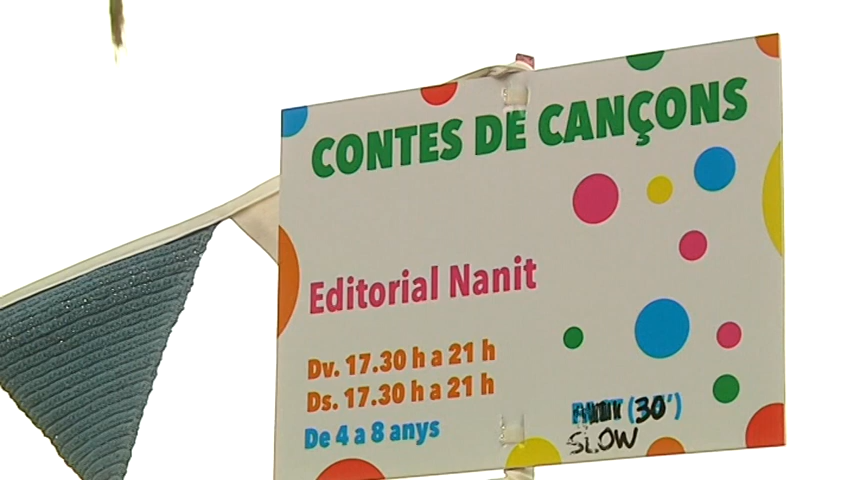 CONTES DE CANÇONS
Editorial Nanit
Dv. 17.30 h a 21 h
Ds. 17.30 h a 21 h
De 4 a 8 anys
(30')
SLOW